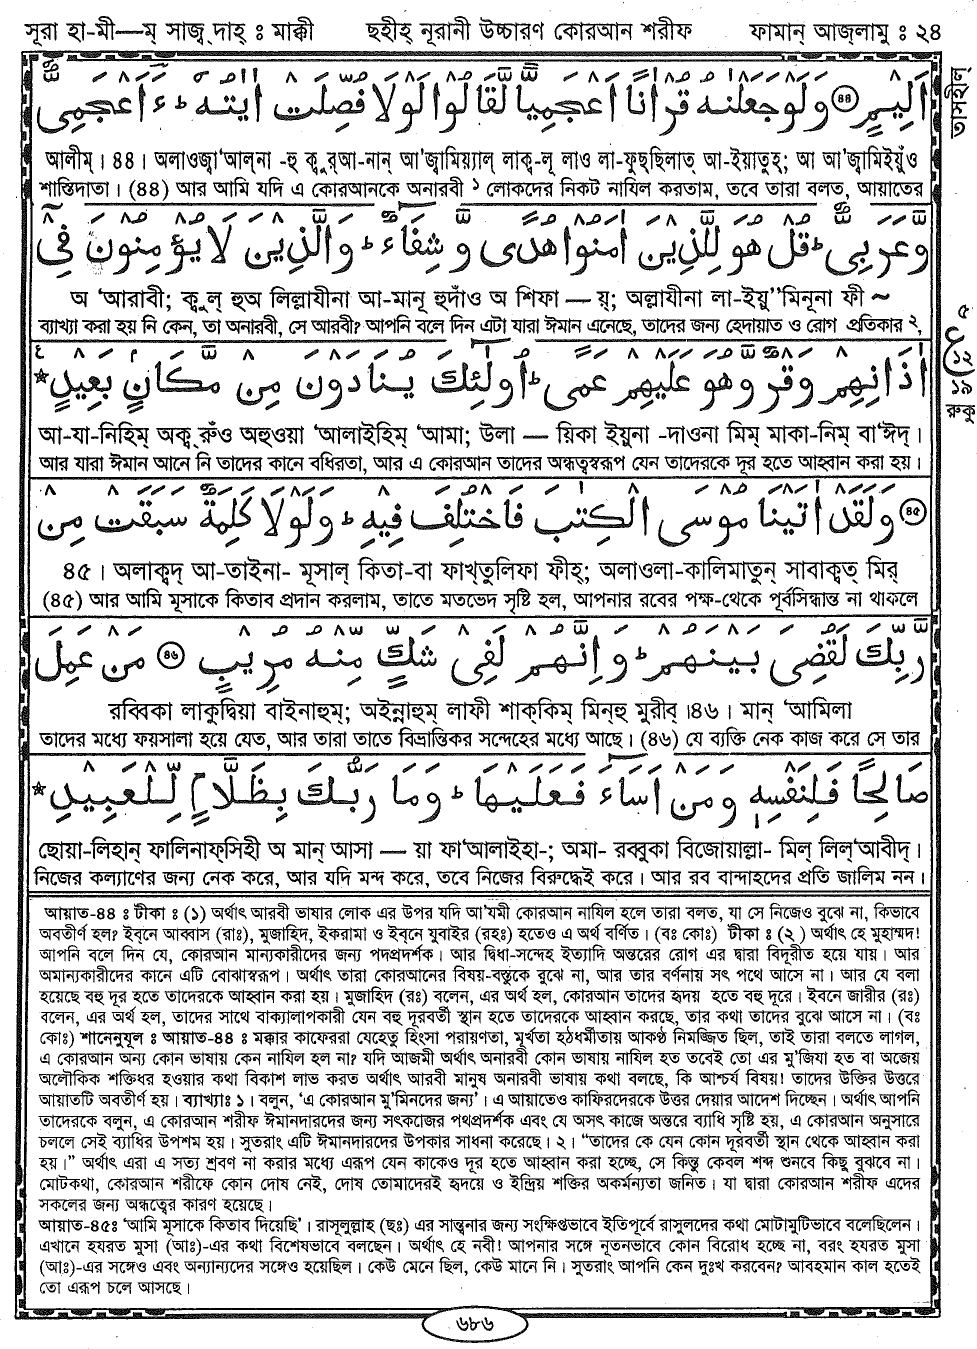 সূরা হা-মী—ম্ সাজ্ব্দাহ্ ঃ মাক্কী ছহীহ্ নূরানী উচ্চারণ কোরআন শরীফ ফামান্ আজ্লামু ঃ ২৪
اَلِيْمٍ ﴿٤٤﴾ وَلَوْ جَعَلْنٰهُ قُرْاٰنًا اَعْجَمِيًّا لَّقَالُوْا لَوْلَا فُصِّلَتْ اٰيٰتُهٗ ؕ ءَ اَعْجَمِيٌّ
আলীম্। ৪৪। অলাওজ্বা‘আল্না -হু ক্বুর্আ-নান্ আ’জ্বামিয়্যাল্ লাক্ব-লূ লাও লা-ফুছ্ছিলাত্ আ-ইয়াতুহ্; আ আ’জ্বামিইয়ুঁও
শাস্তিদাতা। (৪৪) আর আমি যদি এ কোরআনকে অনারবী ১ লোকদের নিকট নাযিল করতাম, তবে তারা বলত, আয়াতের
وَّعَرَبِيٌّ ؕ قُلْ هُوَ لِلَّذِيْنَ اٰمَنُوْا هُدًى وَّ شِفَآءٌ ؕ وَالَّذِيْنَ لَا يُؤْمِنُوْنَ فِيْٓ
অ ‘আরাবী; ক্বুল্ হুঅ লিল্লাযীনা আ-মানূ হুদাঁও অ শিফা — য়্; অল্লাযীনা লা-ইয়ু’’মিনূনা ফী ~
ব্যাখ্যা করা হয় নি কেন, তা অনারবী, সে আরবী? আপনি বলে দিন এটা যারা ঈমান এনেছে, তাদের জন্য হেদায়াত ও রোগ প্রতিকার ২,
اٰذَانِهِمْ وَقْرٌ وَّهُوَ عَلَيْهِمْ عَمًى ؕ اُولٰٓئِكَ يُنَادَوْنَ مِنْ مَّكَانٍ بَعِيْدٍ ★
আ-যা-নিহিম্ অক্ব্ রুঁও অহুওয়া ‘আলাইহিম্ ‘আমা; উলা — য়িকা ইয়ুনা -দাওনা মিম্ মাকা-নিম্ বা‘ঈদ্।
আর যারা ঈমান আনে নি তাদের কানে বধিরতা, আর এ কোরআন তাদের অন্ধত্বস্বরূপ যেন তাদেরকে দূর হতে আহ্বান করা হয়।
﴿٤٥﴾ وَلَقَدْ اٰتَيْنَا مُوْسَى الْكِتٰبَ فَاخْتُلِفَ فِيْهِ ؕ وَلَوْلَا كَلِمَةٌ سَبَقَتْ مِنْ
৪৫। অলাক্বদ্ আ-তাইনা- মূসাল্ কিতা-বা ফাখ্তুলিফা ফীহ্; অলাওলা-কালিমাতুন্ সাবাক্বত্ মির্
(৪৫) আর আমি মূসাকে কিতাব প্রদান করলাম, তাতে মতভেদ সৃষ্টি হল, আপনার রবের পক্ষ-থেকে পূর্বসিদ্ধান্ত না থাকলে
رَّبِّكَ لَقُضِيَ بَيْنَهُمْ ؕ وَاِنَّهُمْ لَفِيْ شَكٍّ مِّنْهُ مُرِيْبٍ ﴿٤٦﴾ مَنْ عَمِلَ
রব্বিকা লাকুদ্বিয়া বাইনাহুম্; অইন্নাহুম্ লাফী শাক্কিম্ মিন্হু মুরীব্।৪৬। মান্ ‘আমিলা
তাদের মধ্যে ফয়সালা হয়ে যেত, আর তারা তাতে বিভ্রান্তিকর সন্দেহের মধ্যে আছে। (৪৬) যে ব্যক্তি নেক কাজ করে সে তার
صَالِحًا فَلِنَفْسِهٖ وَمَنْ اَسَآءَ فَعَلَيْهَا ؕ وَمَا رَبُّكَ بِظَلَّامٍ لِّلْعَبِيْدِ ★
ছোয়া-লিহান্ ফালিনাফ্সিহী অ মান্ আসা — য়া ফা‘আলাইহা-; অমা- রব্বুকা বিজোয়াল্লা- মিল্ লিল্‘আবীদ্।
নিজের কল্যাণের জন্য নেক করে, আর যদি মন্দ করে, তবে নিজের বিরুদ্ধেই করে। আর রব বান্দাহদের প্রতি জালিম নন।
তাসহীল্
৫
ع
১২
১৯
রুকু
আয়াত-৪৪ ঃ টীকা ঃ (১) অর্থাৎ আরবী ভাষার লোক এর উপর যদি আ’যমী কোরআন নাযিল হলে তারা বলত, যা সে নিজেও বুঝে না, কিভাবে
অবতীর্ণ হল? ইব্নে আব্বাস (রাঃ), মুজাহিদ, ইকরামা ও ইব্নে যুবাইর (রহঃ) হতেও এ অর্থ বর্ণিত। (বঃ কোঃ) টীকা ঃ (২) অর্থাৎ হে মুহাম্মদ!
আপনি বলে দিন যে, কোরআন মান্যকারীদের জন্য পদপ্রদর্শক। আর দ্বিধা-সন্দেহ ইত্যাদি অন্তরের রোগ এর দ্বারা বিদূরীত হয়ে যায়। আর
অমান্যকারীদের কানে এটি বোঝাস্বরূপ। অর্থাৎ তারা কোরআনের বিষয়-বস্তুকে বুঝে না, আর তার বর্ণনায় সৎ পথে আসে না। আর যে বলা
হয়েছে বহু দূর হতে তাদেরকে আহ্বান করা হয়। মুজাহিদ (রঃ) বলেন, এর অর্থ হল, কোরআন তাদের হৃদয় হতে বহু দূরে। ইবনে জারীর (রঃ)
বলেন, এর অর্থ হল, তাদের সাথে বাক্যালাপকারী যেন বহু দূরবর্তী স্থান হতে তাদেরকে আহ্বান করছে, তার কথা তাদের বুঝে আসে না। (বঃ
কোঃ) শানেনুযূল ঃ আয়াত-৪৪ ঃ মক্কার কাফেররা যেহেতু হিংসা পরায়ণতা, মূর্খতা হঠধর্মীতায় আকণ্ঠ নিমজ্জিত ছিল, তাই তারা বলতে লাগল,
এ কোরআন অন্য কোন ভাষায় কেন নাযিল হল না? যদি আজমী অর্থাৎ অনারবী কোন ভাষায় নাযিল হত তবেই তো এর মু’জিযা হত বা অজেয়
অলৌকিক শক্তিধর হওয়ার কথা বিকাশ লাভ করত অর্থাৎ আরবী মানুষ অনারবী ভাষায় কথা বলছে, কি আশ্চর্য বিষয়! তাদের উক্তির উত্তরে
আয়াতটি অবতীর্ণ হয়। ব্যাখ্যাঃ ১। বলুন, ‘এ কোরআন মু’মিনদের জন্য’। এ আয়াতেও কাফিরদেরকে উত্তর দেয়ার আদেশ দিচ্ছেন। অর্থাৎ আপনি
তাদেরকে বলুন, এ কোরআন শরীফ ঈমানদারদের জন্য সৎকাজের পথপ্রদর্শক এবং যে অসৎ কাজে অন্তরে ব্যাধি সৃষ্টি হয়, এ কোরআন অনুসারে
চললে সেই ব্যাধির উপশম হয়। সুতরাং এটি ঈমানদারদের উপকার সাধনা করেছে। ২। “তাদের কে যেন কোন দূরবর্তী স্থান থেকে আহ্বান করা
হয়।” অর্থাৎ এরা এ সত্য শ্রবণ না করার মধ্যে এরূপ যেন কাকেও দূর হতে আহ্বান করা হচ্ছে, সে কিন্তু কেবল শব্দ শুনবে কিছু বুঝবে না।
মোটকথা, কোরআন শরীফে কোন দোষ নেই, দোষ তোমাদেরই হৃদয়ে ও ইন্দ্রিয় শক্তির অকর্মন্যতা জনিত। যা দ্বারা কোরআন শরীফ এদের
সকলের জন্য অন্ধত্বের কারণ হয়েছে।
আয়াত-৪৫ঃ ‘আমি মূসাকে কিতাব দিয়েছি’। রাসূলুল্লাহ (ছঃ) এর সান্ত্বনার জন্য সংক্ষিপ্তভাবে ইতিপূর্বে রাসুলদের কথা মোটামুটিভাবে বলেছিলেন।
এখানে হযরত মুসা (আঃ)-এর কথা বিশেষভাবে বলছেন। অর্থাৎ হে নবী! আপনার সঙ্গে নূতনভাবে কোন বিরোধ হচ্ছে না, বরং হযরত মুসা
(আঃ)-এর সঙ্গেও এবং অন্যান্যদের সঙ্গেও হয়েছিল। কেউ মেনে ছিল, কেউ মানে নি। সুতরাং আপনি কেন দুঃখ করবেন? আবহমান কাল হতেই
তো এরূপ চলে আসছে।
৬৮৬